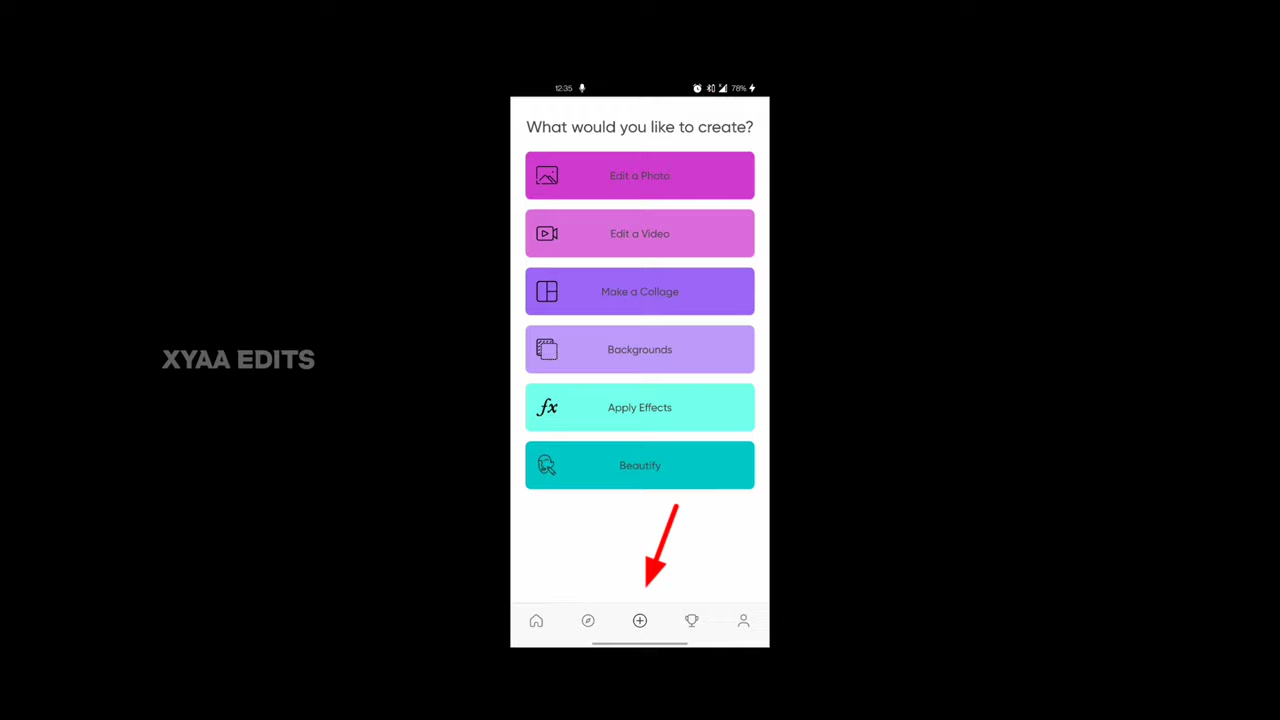 12:35
78%
What would you like to create?
Edit a Photo
Edit a Video
Make a Collage
XYAA EDITS
Backgrounds
fx
Apply Effects
Beautify